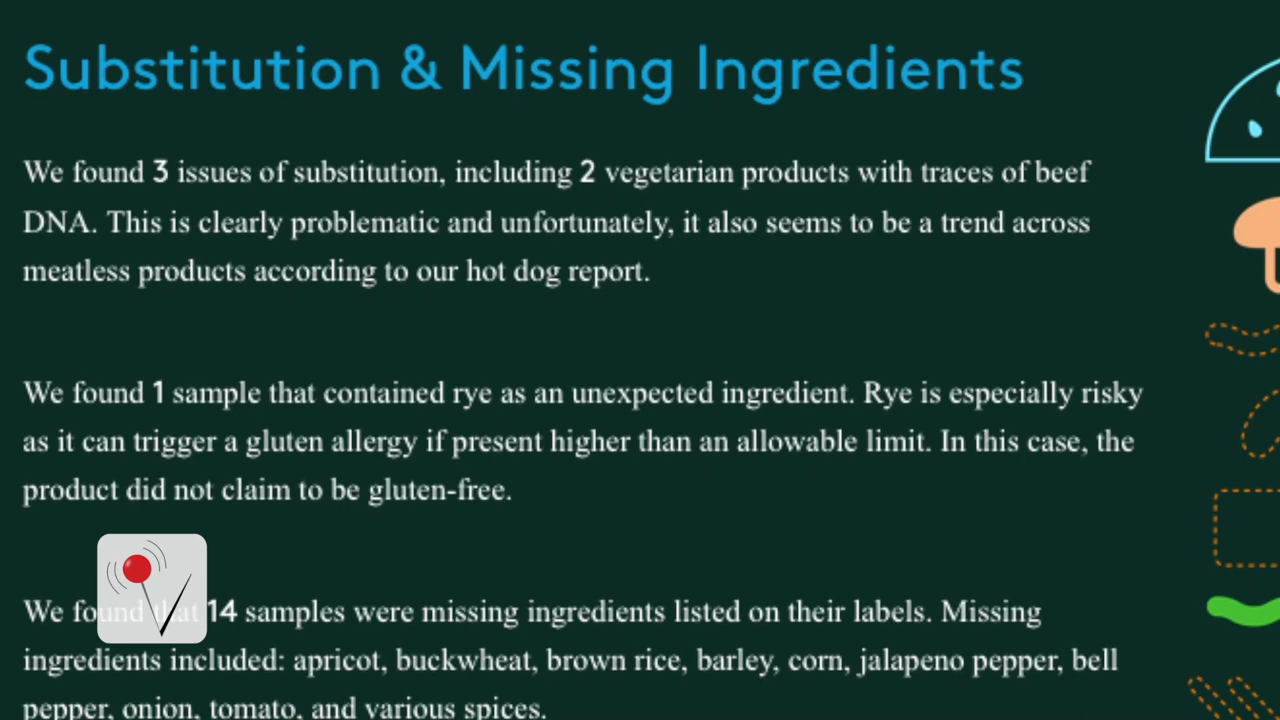 Substitution & Missing Ingredients
We found 3 issues of substitution, including 2 vegetarian products with traces of beef
DNA. This is clearly problematic and unfortunately, it also seems to be a trend across
meatless products according to our hot dog report.
We found 1 sample that contained rye as an unexpected ingredient. Rye is especially risky
as it can trigger a gluten allergy if present higher than an allowable limit. In this case, the
product did not claim to be gluten-free.
We found that 14 samples were missing ingredients listed on their labels. Missing
ingredients included: apricot, buckwheat, brown rice, barley, corn, jalapeno pepper, bell
pepper, onion, tomato, and various spices.